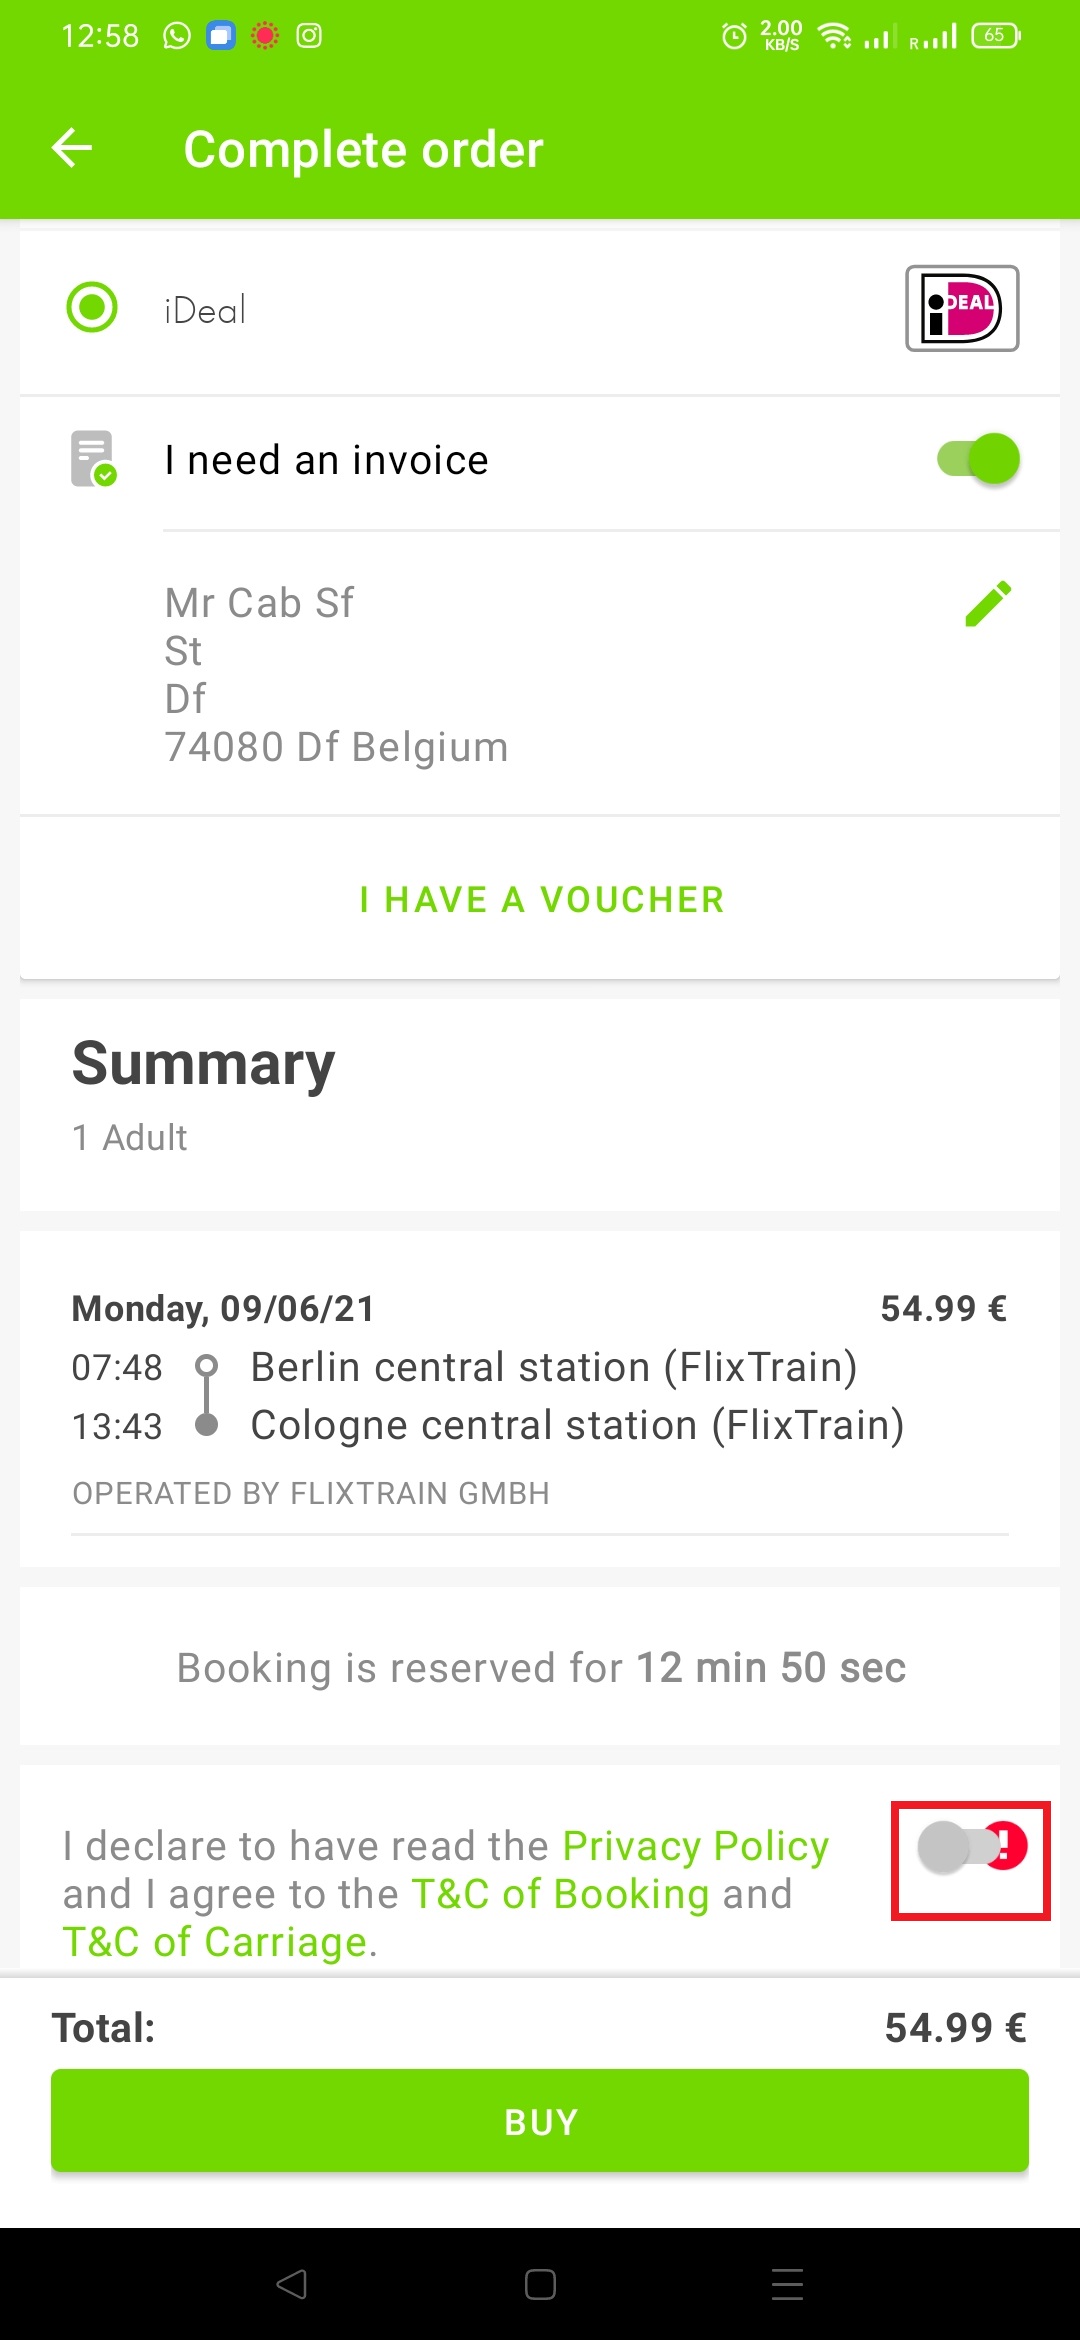 12:58 2.00 KB/S R 65
Complete order
iDeal iDEAL
I need an invoice
Mr Cab Sf
St
Df
74080 Df Belgium
I HAVE A VOUCHER
Summary
1 Adult
Monday, 09/06/21 54.99 €
07:48 Berlin central station (FlixTrain)
13:43 Cologne central station (FlixTrain)
OPERATED BY FLIXTRAIN GMBH
Booking is reserved for 12 min 50 sec
I declare to have read the Privacy Policy !
and I agree to the T&C of Booking and
T&C of Carriage.
Total: 54.99 €
BUY